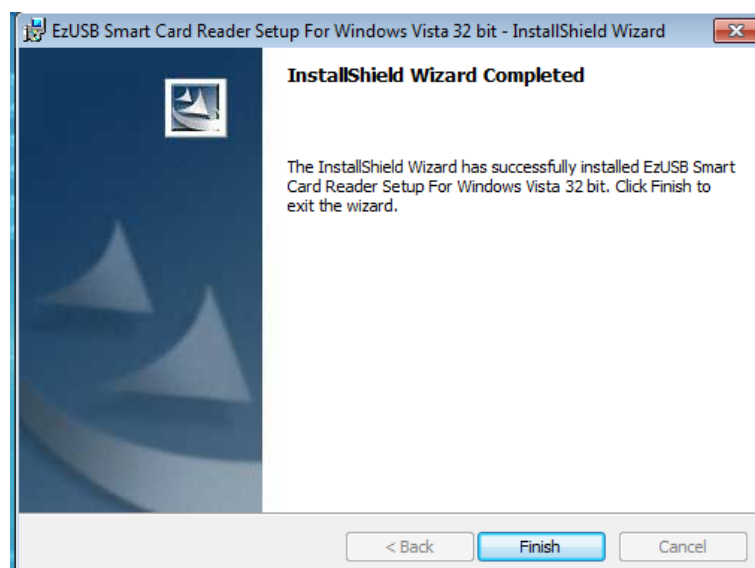 EzUSB Smart Card Reader Setup For Windows Vista 32 bit - InstallShield Wizard
InstallShield Wizard Completed
The InstallShield Wizard has successfully installed EzUSB Smart
Card Reader Setup For Windows Vista 32 bit. Click Finish to
exit the wizard.
< Back
Finish
Cancel